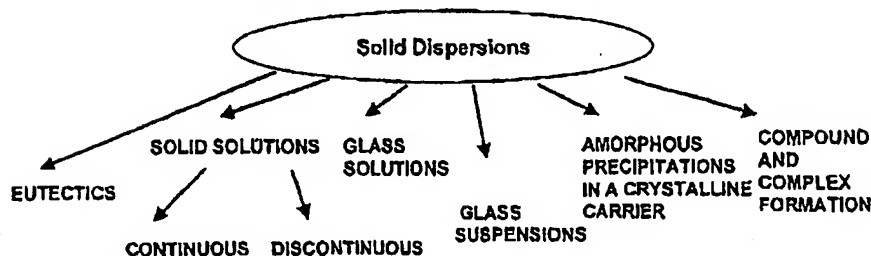 Solid Dispersions
EUTECTICS
SOLID SOLUTIONS
CONTINUOUS
DISCONTINUOUS
GLASS
SOLUTIONS
GLASS
SUSPENSIONS
AMORPHOUS
PRECIPITATIONS
IN A CRYSTALLINE
CARRIER
COMPOUND
AND
COMPLEX
FORMATION